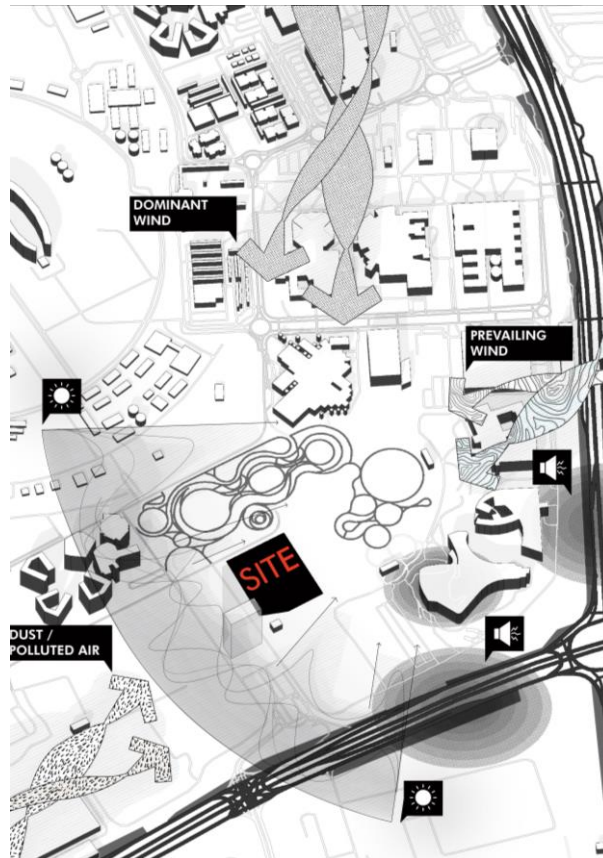 DOMINANT
WIND
PREVAILING
WIND
SITE
DUST /
POLLUTED AIR